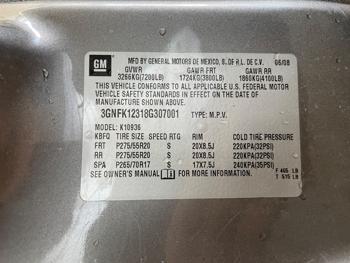 GM
MFD BY GENERAL MOTORS DE MEXICO, S. DE R.L. DE C.V. 06/08
GVWR GAWR FRT GAWR RR
3266KG(7200LB) 1724KG(3800LB) 1860KG(4100LB)
THIS VEHICLE CONFORMS TO ALL APPLICABLE U.S. FEDERAL MOTOR
VEHICLE SAFETY STANDARDS IN EFFECT ON THE DATE OF
MANUFACTURE SHOWN ABOVE.
3GNFK12318G307001 TYPE: M.P.V.
MODEL: K10936
KBFQ TIRE SIZE SPEED RTG RIM COLD TIRE PRESSURE
FRT P275/55R20 S 20X8.5J 220KPA(32PSI)
RR P275/55R20 S 20X8.5J 220KPA(32PSI)
SPA P265/70R17 S 17X7.5J 240KPA(35PSI)
SEE OWNER'S MANUAL FOR MORE INFORMATION.
F 465 LB
T 515 LB